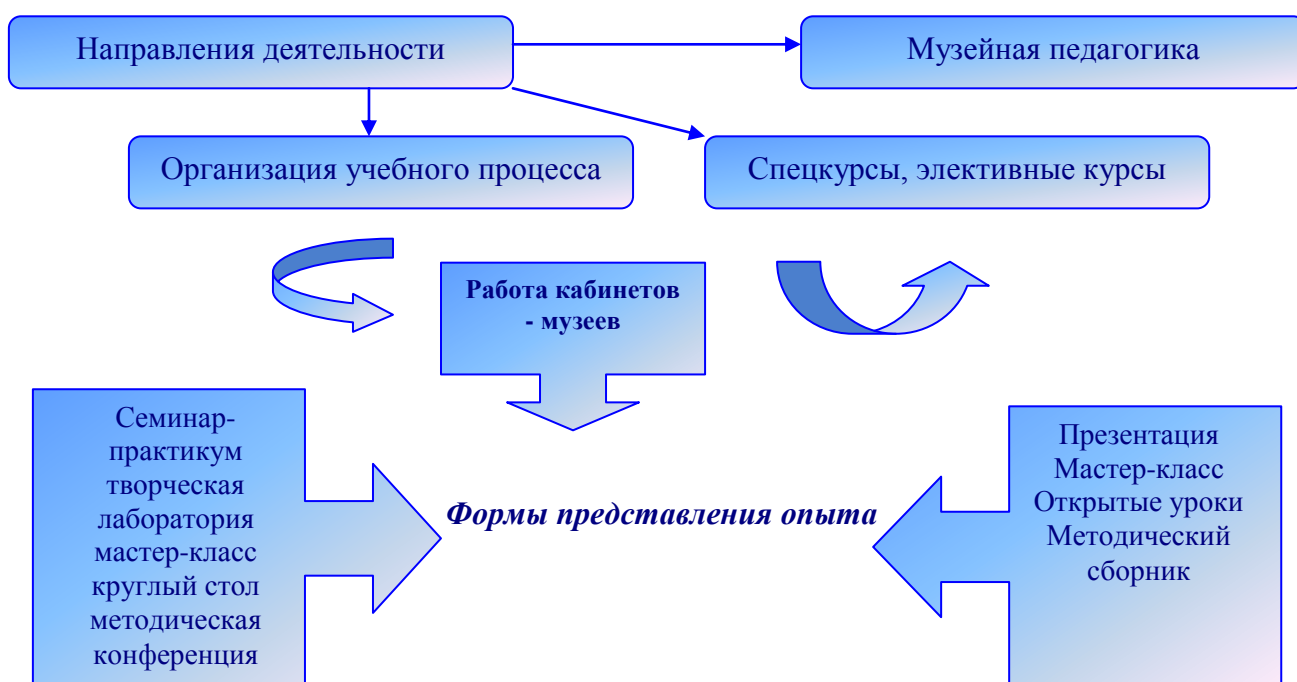 Направления деятельности
Музейная педагогика
Организация учебного процесса
Спецкурсы, элективные курсы
Работа кабинетов
- музеев
Семинар-
практикум
творческая
лаборатория
мастер-класс
круглый стол
методическая
конференция
Формы представления опыта
Презентация
Мастер-класс
Открытые уроки
Методический
сборник